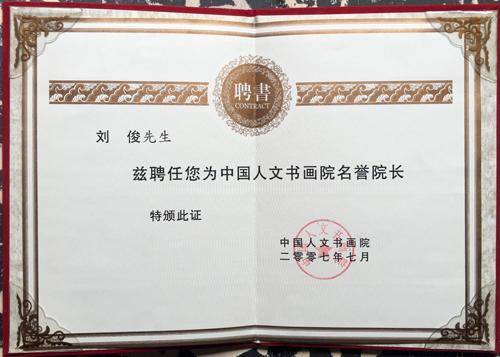 聘書
CONTRACT
刘 俊先生
兹聘任您为中国人文书画院名誉院长
特颁此证
中国人文书画院
二零零七年七月